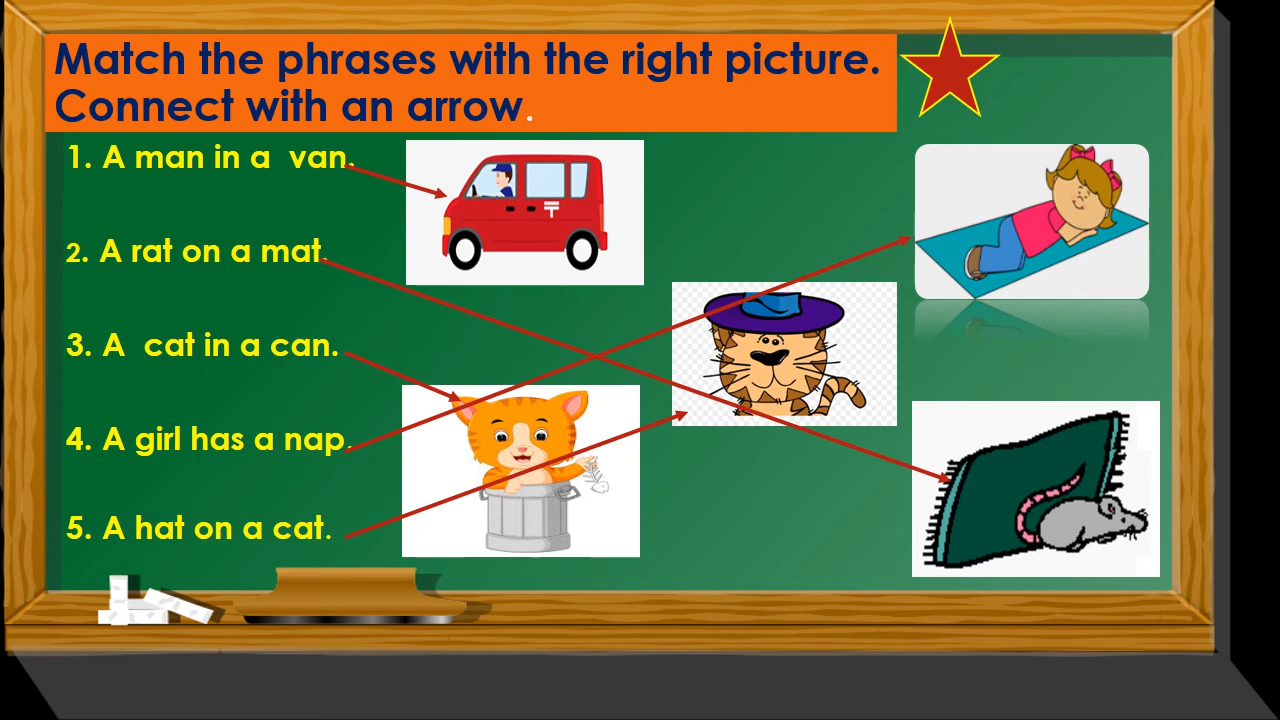 Match the phrases with the right picture.
Connect with an arrow.
1. A man in a  van.
2. A rat on a mat.
3. A  cat in a can.
4. A girl has a nap.
5. A hat on a cat.